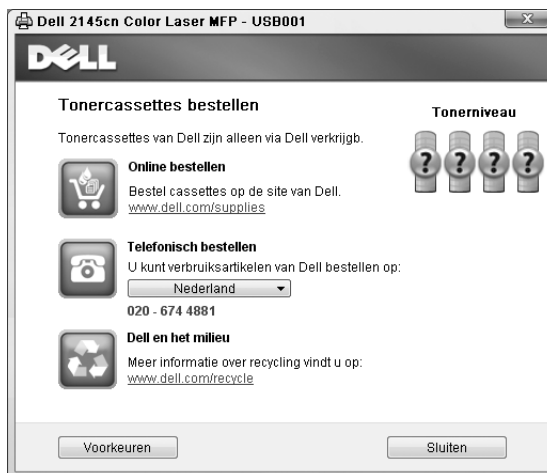 Dell 2145cn Color Laser MFP - USB001
X
DELL
Tonercassettes bestellen
Tonerniveau
Tonercassettes van Dell zijn alleen via Dell verkrijgb.
? ? ? ?
Online bestellen
Bestel cassettes op de site van Dell.
www.dell.com/supplies
Telefonisch bestellen
U kunt verbruiksartikelen van Dell bestellen op:
Nederland
020 - 674 4881
Dell en het milieu
Meer informatie over recycling vindt u op:
www.dell.com/recycle
Voorkeuren
Sluiten